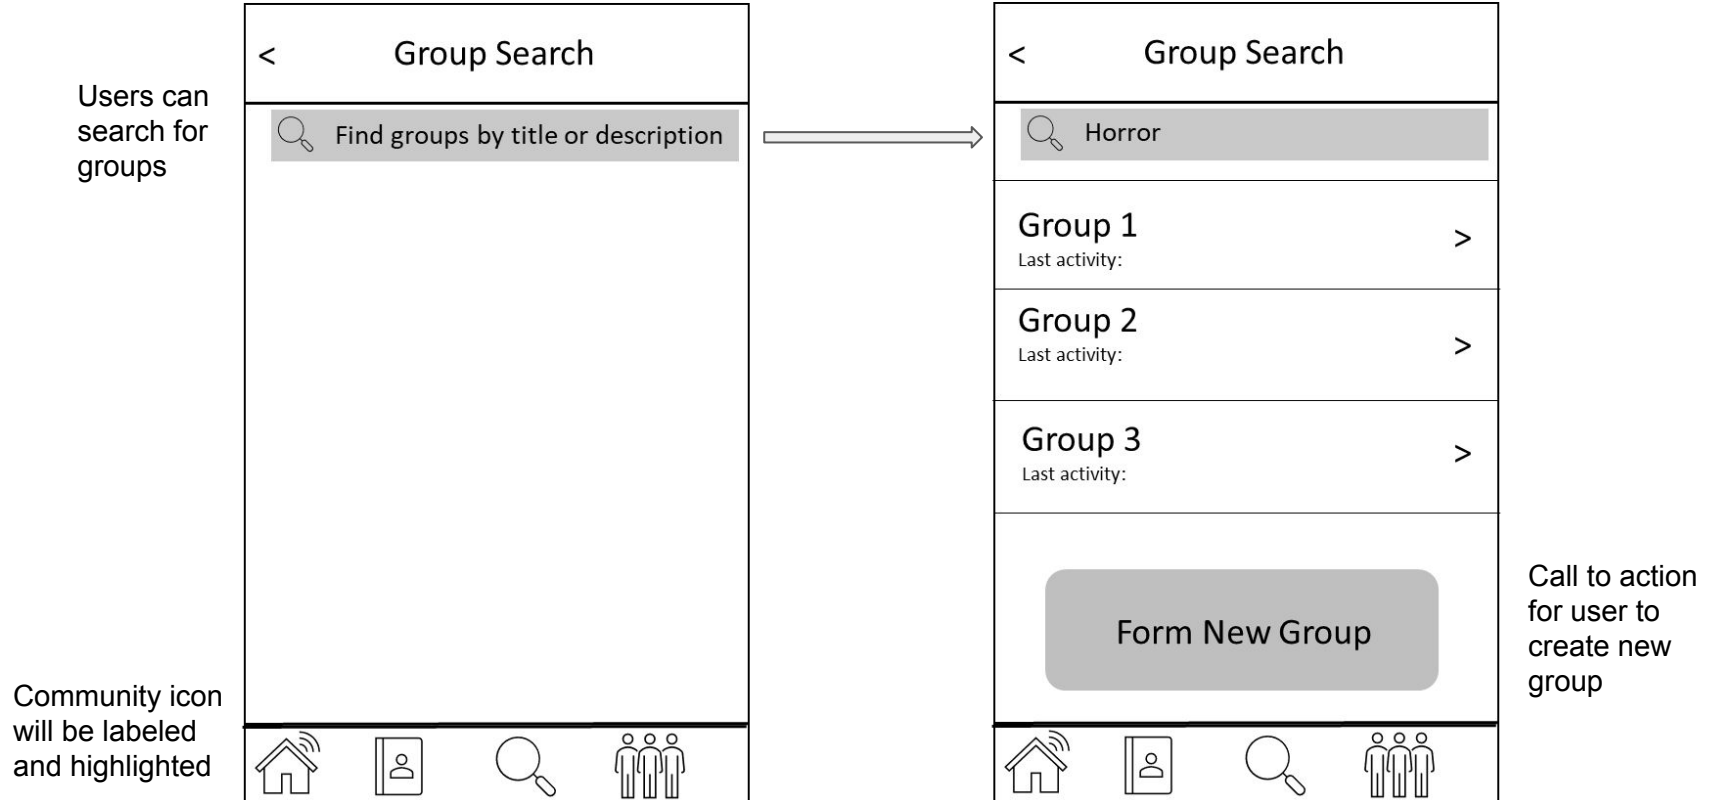 Users can
search for
groups
<
Group Search
Find groups by title or description
Community icon
will be labeled
and highlighted
<
Group Search
Horror
Group 1
Last activity:
>
Group 2
Last activity:
>
Group 3
Last activity:
>
Form New Group
Call to action
for user to
create new
group